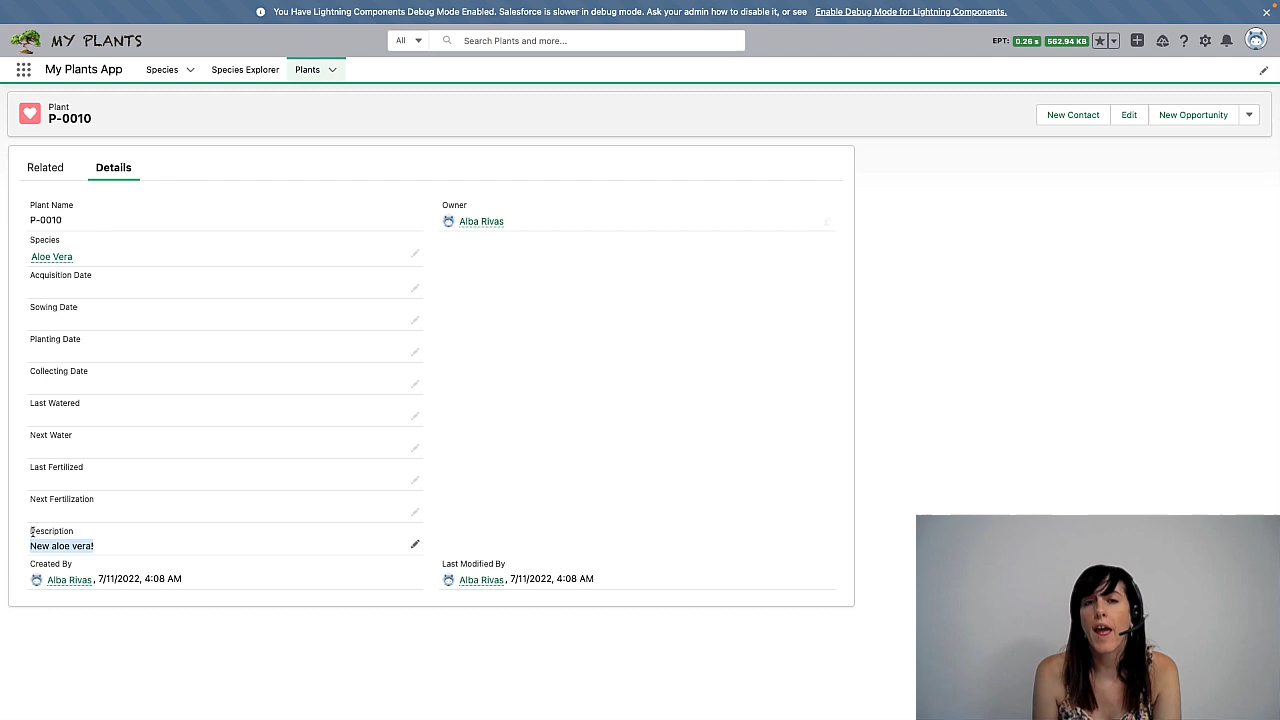 You Have Lightning Components Debug Mode Enabled. Salesforce is slower in debug mode. Ask your admin how to disable it, or see Enable Debug Mode for Lightning Components.
MY PLANTS
All
Search Plants and more...
EPT: 0.26 s 562.94 KB
My Plants App
Species
Species Explorer
Plants
Plant
P-0010
New Contact
Edit
New Opportunity
Related
Details
Plant Name
P-0010
Owner
Alba Rivas
Species
Aloe Vera
Acquisition Date
Sowing Date
Planting Date
Collecting Date
Last Watered
Next Water
Last Fertilized
Next Fertilization
Description
New aloe vera!
Created By
Alba Rivas, 7/11/2022, 4:08 AM
Last Modified By
Alba Rivas, 7/11/2022, 4:08 AM